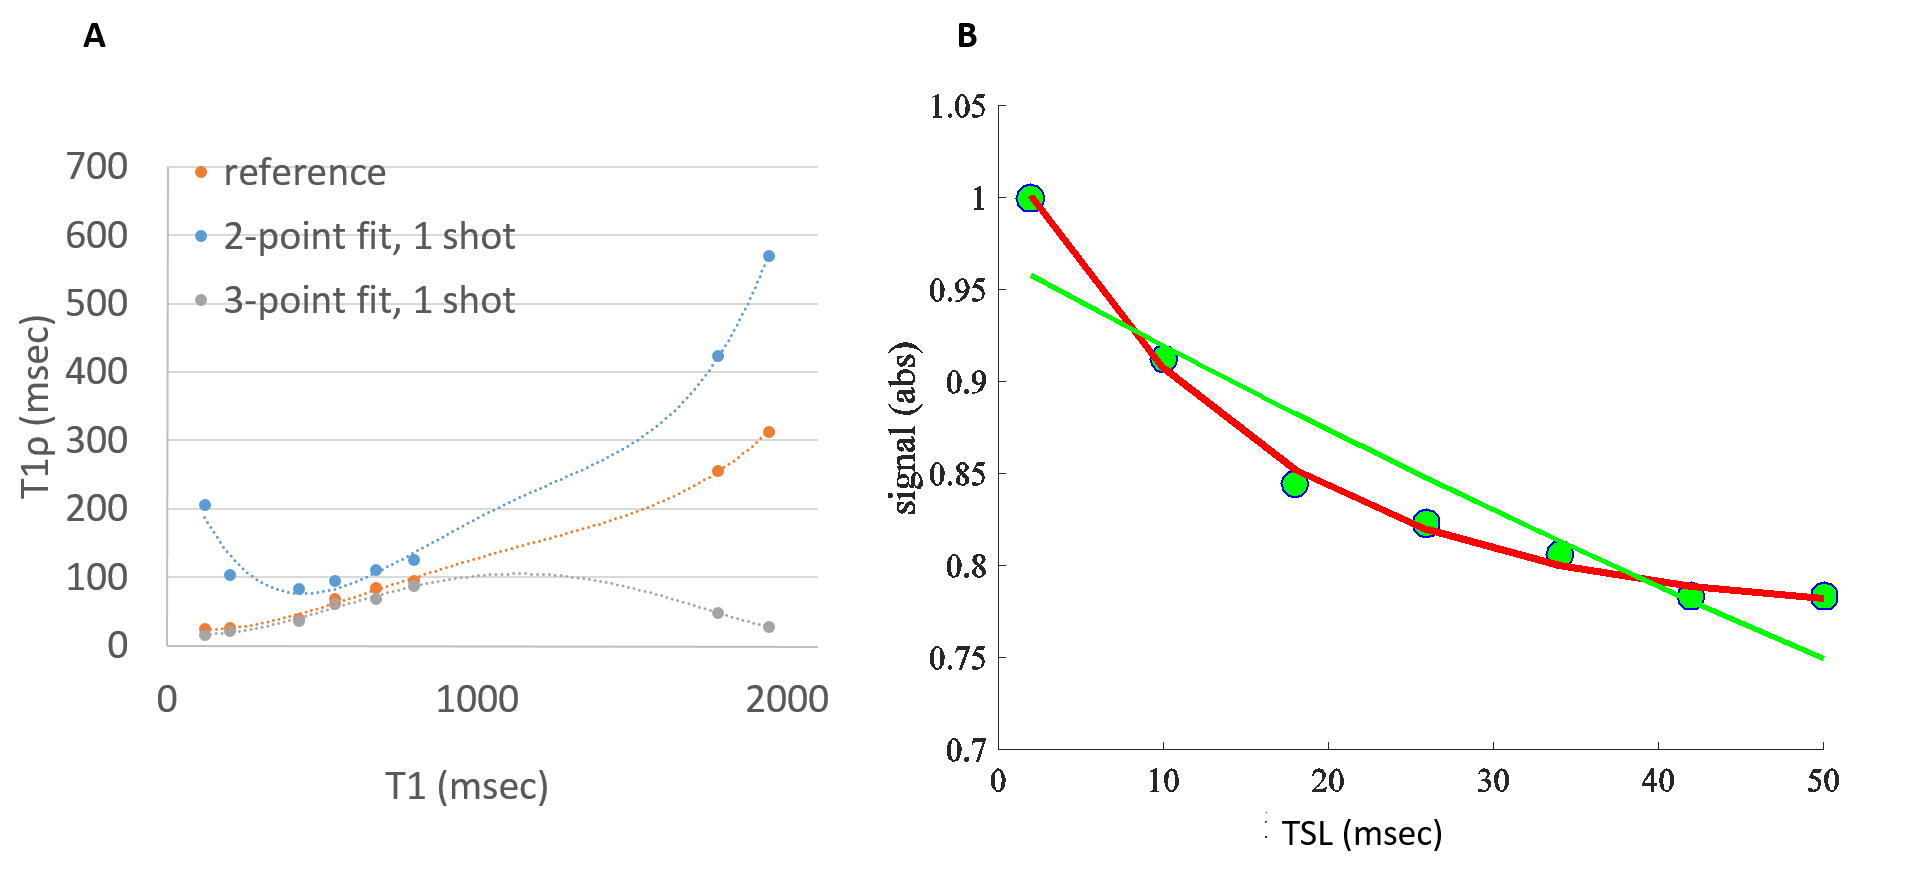 A
700
600
500
400
300
200
100
0
T1ρ (msec)
reference
2-point fit, 1 shot
3-point fit, 1 shot
0 1000 2000
T1 (msec)
B
1.05
1
0.95
0.9
0.85
0.8
0.75
0.7
signal (abs)
0 10 20 30 40 50
TSL (msec)